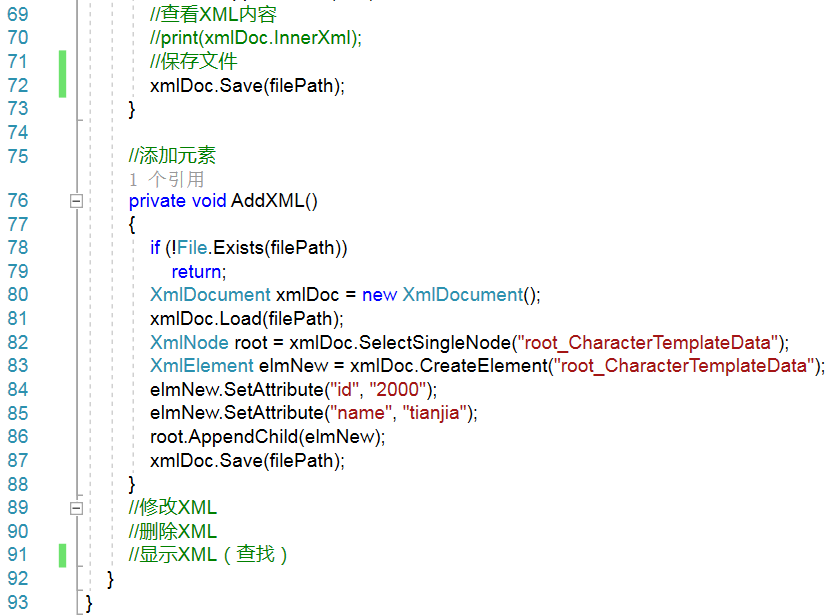 69 //查看XML内容
70 //print(xmlDoc.InnerXml);
71 //保存文件
72 xmlDoc.Save(filePath);
73 }
74
75 //添加元素
1 个引用
76 private void AddXML()
77 {
78 if (!File.Exists(filePath))
79 return;
80 XmlDocument xmlDoc = new XmlDocument();
81 xmlDoc.Load(filePath);
82 XmlNode root = xmlDoc.SelectSingleNode("root_CharacterTemplateData");
83 XmlElement elmNew = xmlDoc.CreateElement("root_CharacterTemplateData");
84 elmNew.SetAttribute("id", "2000");
85 elmNew.SetAttribute("name", "tianjia");
86 root.AppendChild(elmNew);
87 xmlDoc.Save(filePath);
88 }
89 //修改XML
90 //删除XML
91 //显示XML（查找）
92 }
93 }